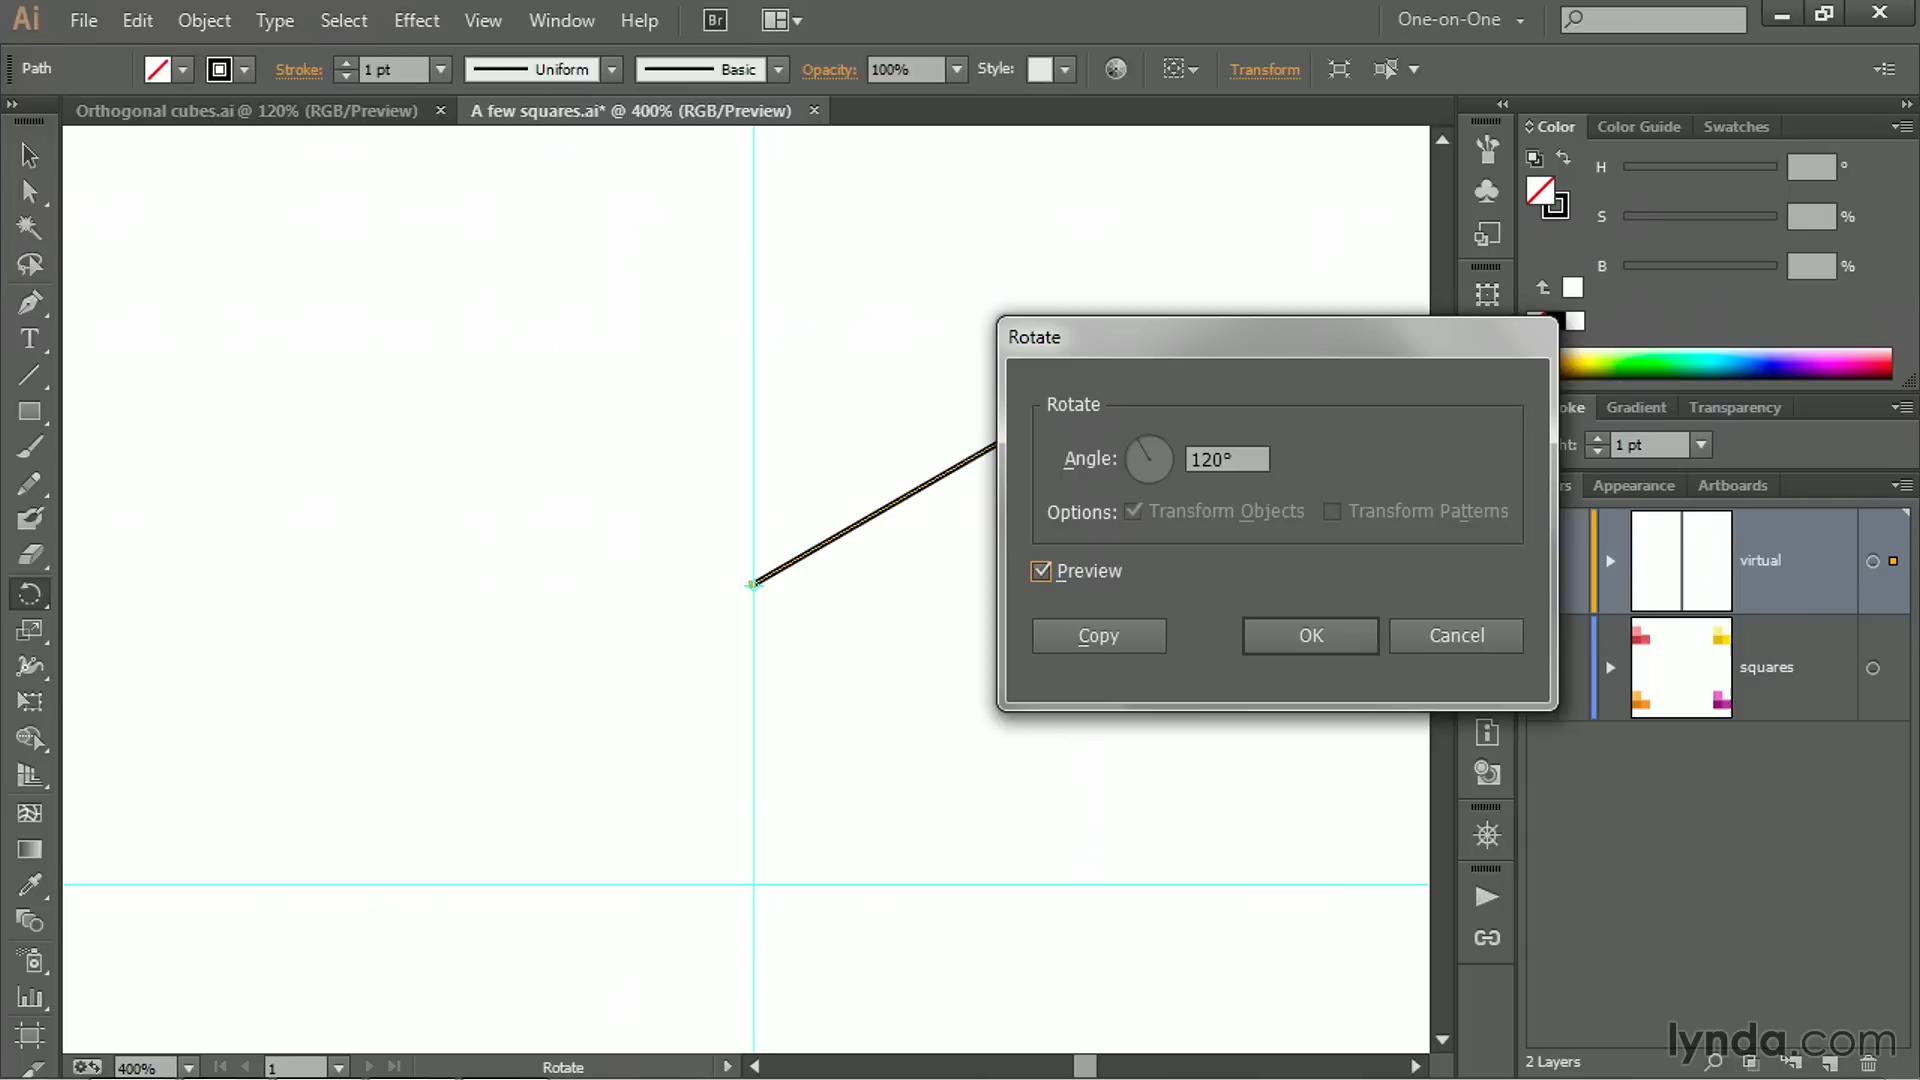 Ai File Edit Object Type Select Effect View Window Help Br One-on-One
Path Stroke: 1 pt Uniform Basic Opacity: 100% Style: Transform
Orthogonal cubes.ai @ 120% (RGB/Preview) × A few squares.ai* @ 400% (RGB/Preview) ×
Color Color Guide Swatches
H °
S %
B %
Rotate
Rotate
Angle: 120°
Options: Transform Objects Transform Patterns
Preview
Copy OK Cancel
oke Gradient Transparency
ht: 1 pt
rs Appearance Artboards
virtual
squares
T
lynda.com
400% 1 Rotate 2 Layers